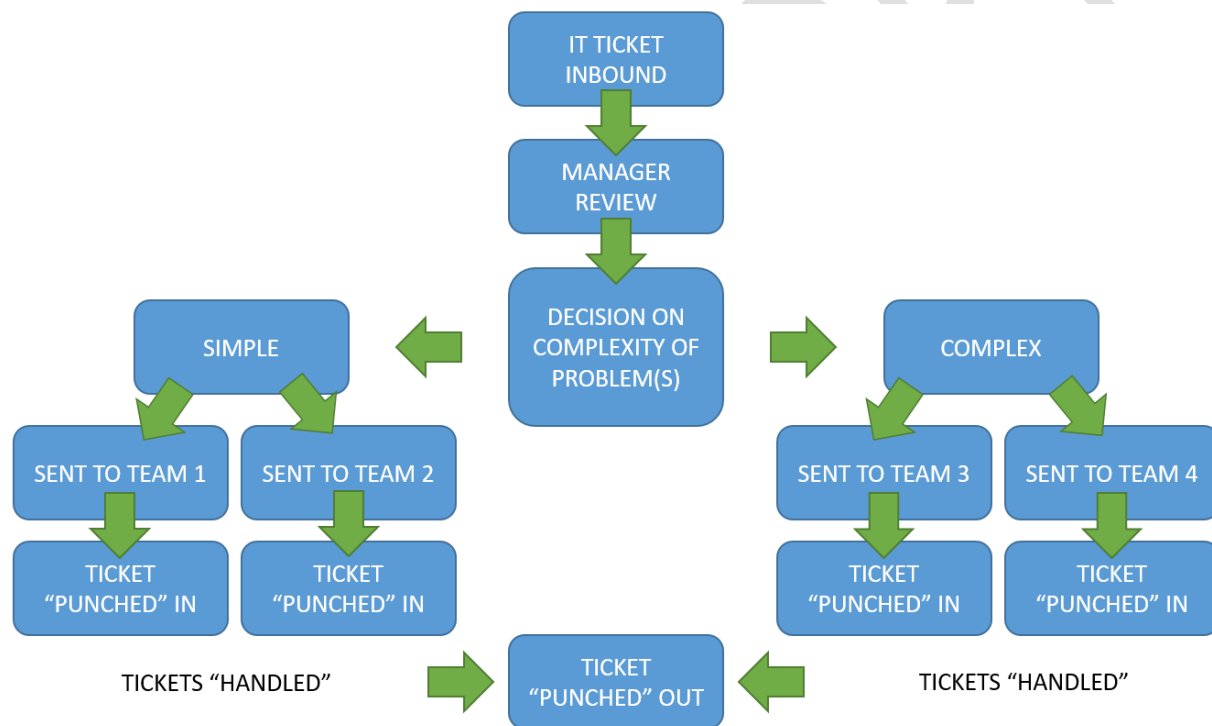 IT TICKET
INBOUND
MANAGER
REVIEW
DECISION ON
COMPLEXITY OF
PROBLEM(S)
SIMPLE
COMPLEX
SENT TO TEAM 1
SENT TO TEAM 2
SENT TO TEAM 3
SENT TO TEAM 4
TICKET
“PUNCHED” IN
TICKET
“PUNCHED” IN
TICKET
“PUNCHED” IN
TICKET
“PUNCHED” IN
TICKETS “HANDLED”
TICKET
“PUNCHED” OUT
TICKETS “HANDLED”